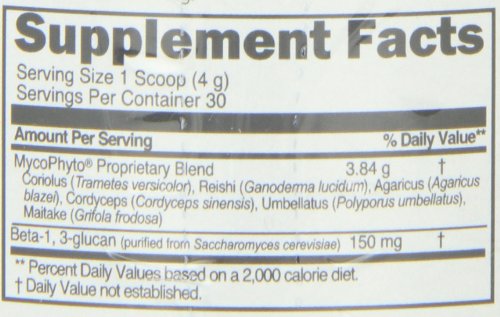 Supplement Facts
Serving Size 1 Scoop (4 g)
Servings Per Container 30
Amount Per Serving % Daily Value**
MycoPhyto® Proprietary Blend 3.84 g †
Coriolus (Trametes versicolor), Reishi (Ganoderma lucidum), Agaricus (Agaricus
blazei), Cordyceps (Cordyceps sinensis), Umbellatus (Polyporus umbellatus),
Maitake (Grifola frodosa)
Beta-1, 3-glucan (purified from Saccharomyces cerevisiae) 150 mg †
** Percent Daily Values based on a 2,000 calorie diet.
† Daily Value not established.